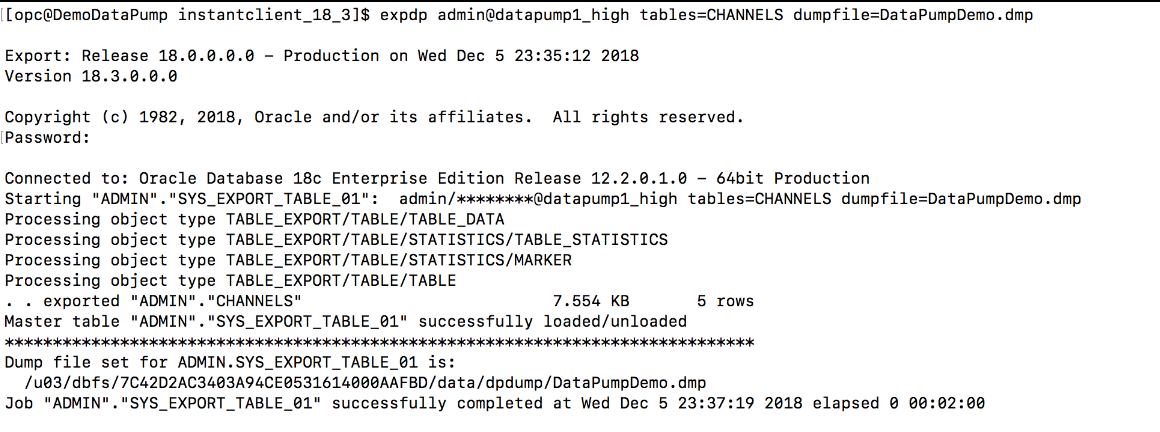 [[opc@DemoDataPump instantclient_18_3]$ expdp admin@datapump1_high tables=CHANNELS dumpfile=DataPumpDemo.dmp
Export: Release 18.0.0.0.0 - Production on Wed Dec 5 23:35:12 2018
Version 18.3.0.0.0
Copyright (c) 1982, 2018, Oracle and/or its affiliates.  All rights reserved.
[Password:
Connected to: Oracle Database 18c Enterprise Edition Release 12.2.0.1.0 - 64bit Production
Starting "ADMIN"."SYS_EXPORT_TABLE_01":  admin/********@datapump1_high tables=CHANNELS dumpfile=DataPumpDemo.dmp
Processing object type TABLE_EXPORT/TABLE/TABLE_DATA
Processing object type TABLE_EXPORT/TABLE/STATISTICS/TABLE_STATISTICS
Processing object type TABLE_EXPORT/TABLE/STATISTICS/MARKER
Processing object type TABLE_EXPORT/TABLE/TABLE
. . exported "ADMIN"."CHANNELS"                          7.554 KB       5 rows
Master table "ADMIN"."SYS_EXPORT_TABLE_01" successfully loaded/unloaded
******************************************************************************
Dump file set for ADMIN.SYS_EXPORT_TABLE_01 is:
  /u03/dbfs/7C42D2AC3403A94CE0531614000AAFBD/data/dpdump/DataPumpDemo.dmp
Job "ADMIN"."SYS_EXPORT_TABLE_01" successfully completed at Wed Dec 5 23:37:19 2018 elapsed 0 00:02:00